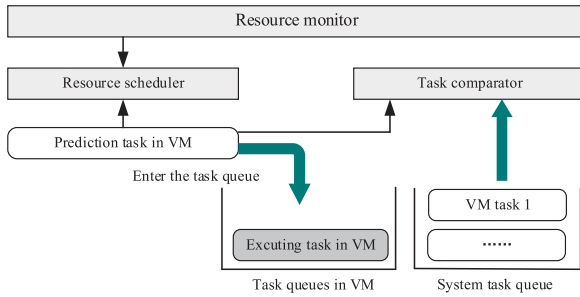 Resource monitor
Resource scheduler
Task comparator
Prediction task in VM
Enter the task queue
VM task 1
Excuting task in VM
······
Task queues in VM
System task queue